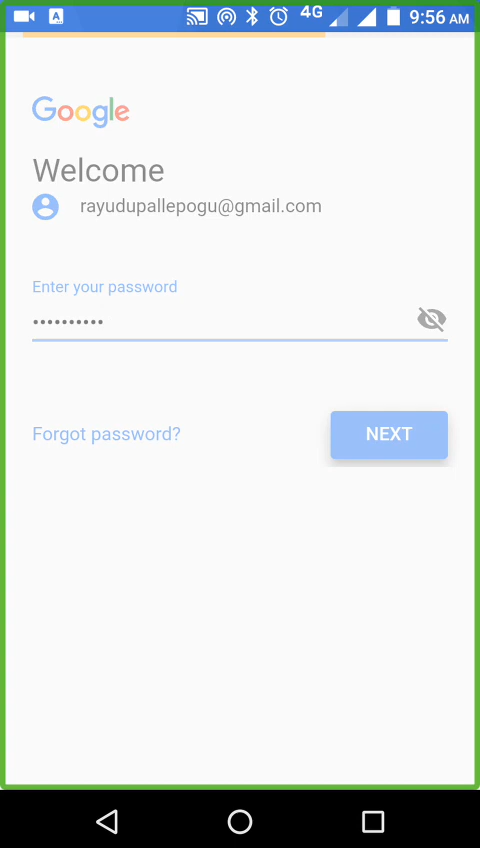 A
4G
9:56 AM
Google
Welcome
rayudupallepogu@gmail.com
Enter your password
••••••••••
Forgot password?
NEXT